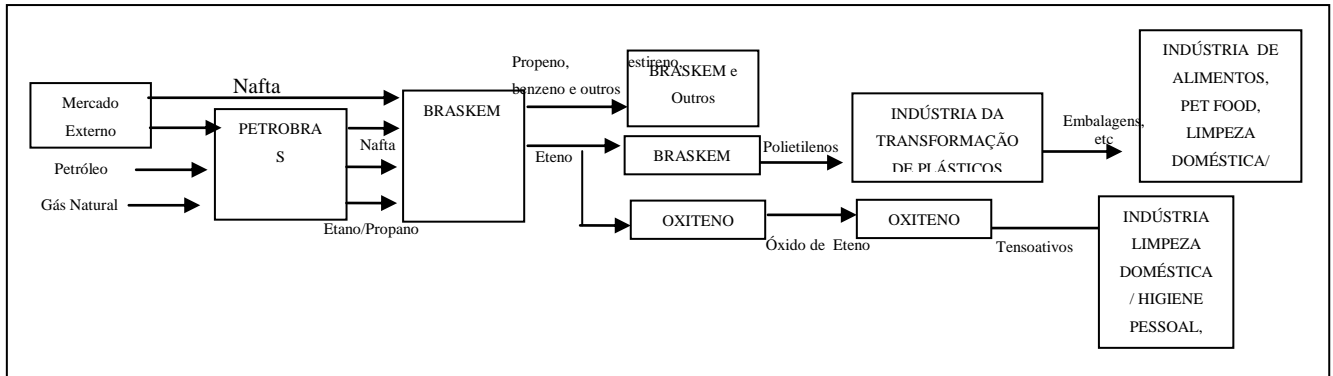 Nafta
Mercado
Externo
Petróleo
Gás Natural
PETROBRA
S
Nafta
Etano/Propano
BRASKEM
Propeno, estireno,
benzeno e outros
Eteno
BRASKEM e
Outros
BRASKEM
Polietilenos
OXITENO
Óxido de Eteno
INDÚSTRIA DA
TRANSFORMAÇÃO
DE PLÁSTICOS
OXITENO
Embalagens,
etc
Tensoativos
INDÚSTRIA DE
ALIMENTOS,
PET FOOD,
LIMPEZA
DOMÉSTICA/
INDÚSTRIA
LIMPEZA
DOMÉSTICA
/ HIGIENE
PESSOAL,